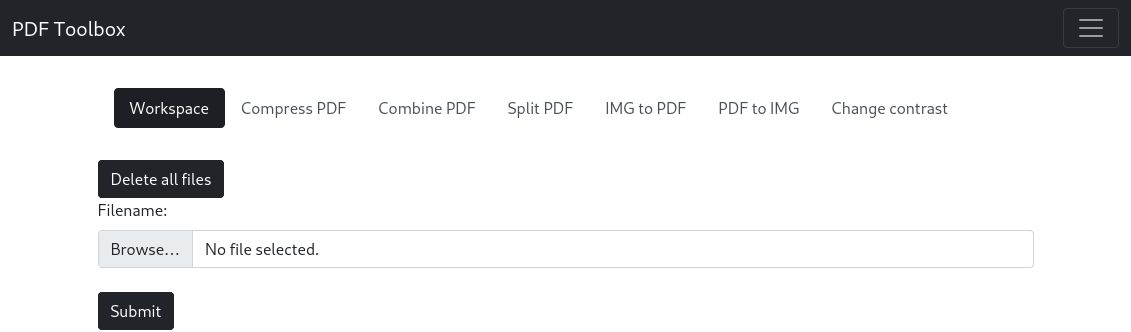 PDF Toolbox
Workspace Compress PDF Combine PDF Split PDF IMG to PDF PDF to IMG Change contrast
Delete all files
Filename:
Browse... No file selected.
Submit